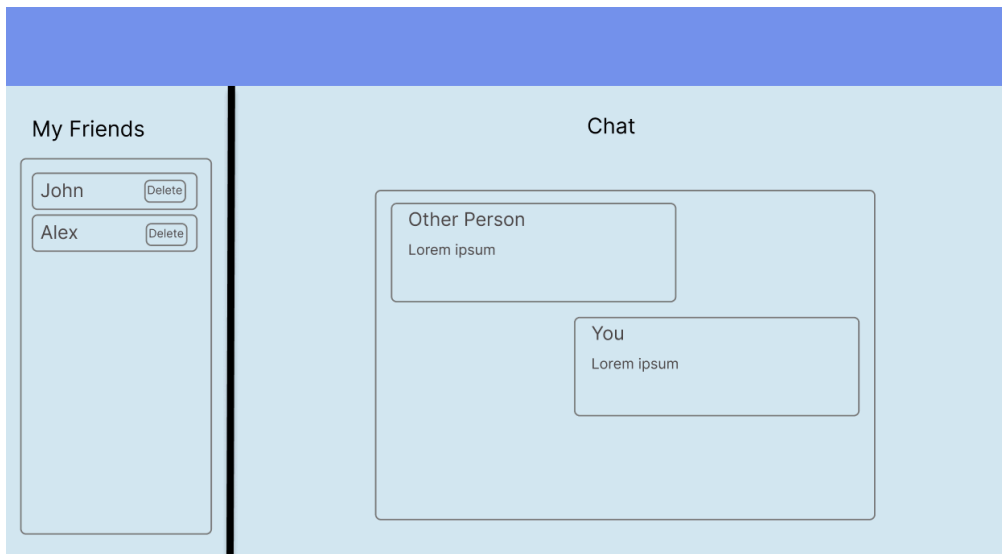 My Friends
John
Delete
Alex
Delete
Chat
Other Person
Lorem ipsum
You
Lorem ipsum